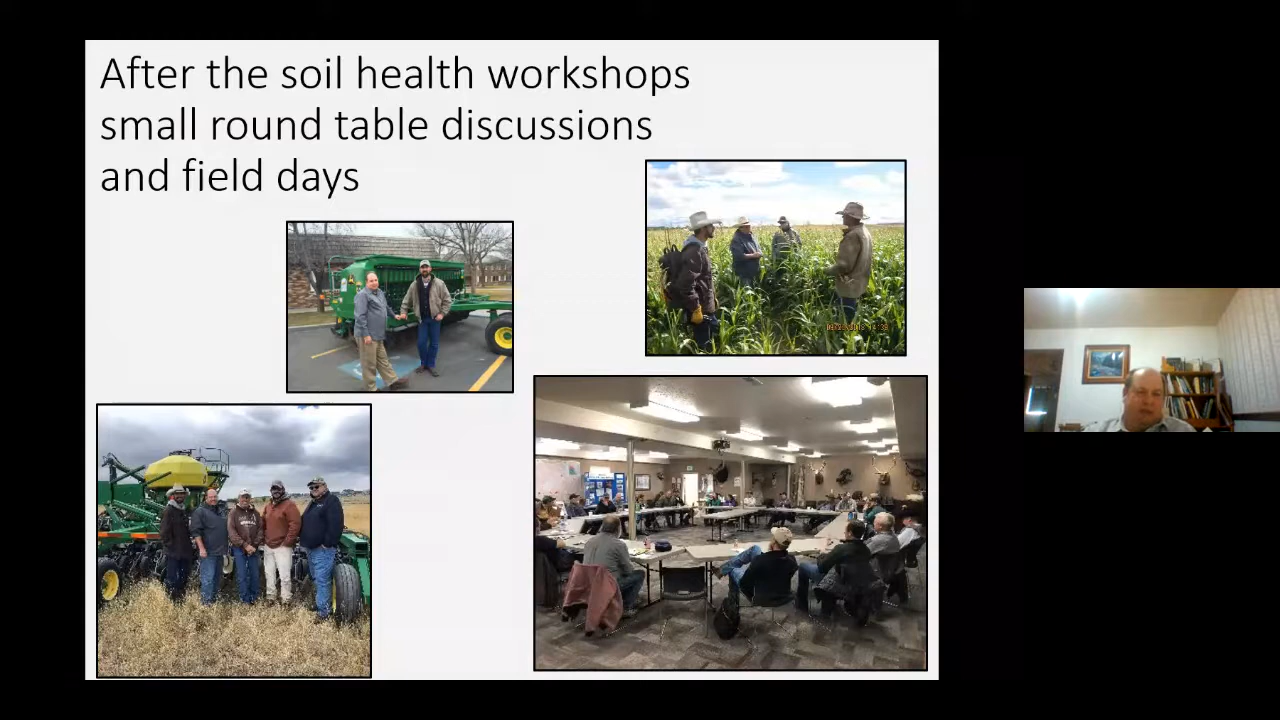 After the soil health workshops
small round table discussions
and field days